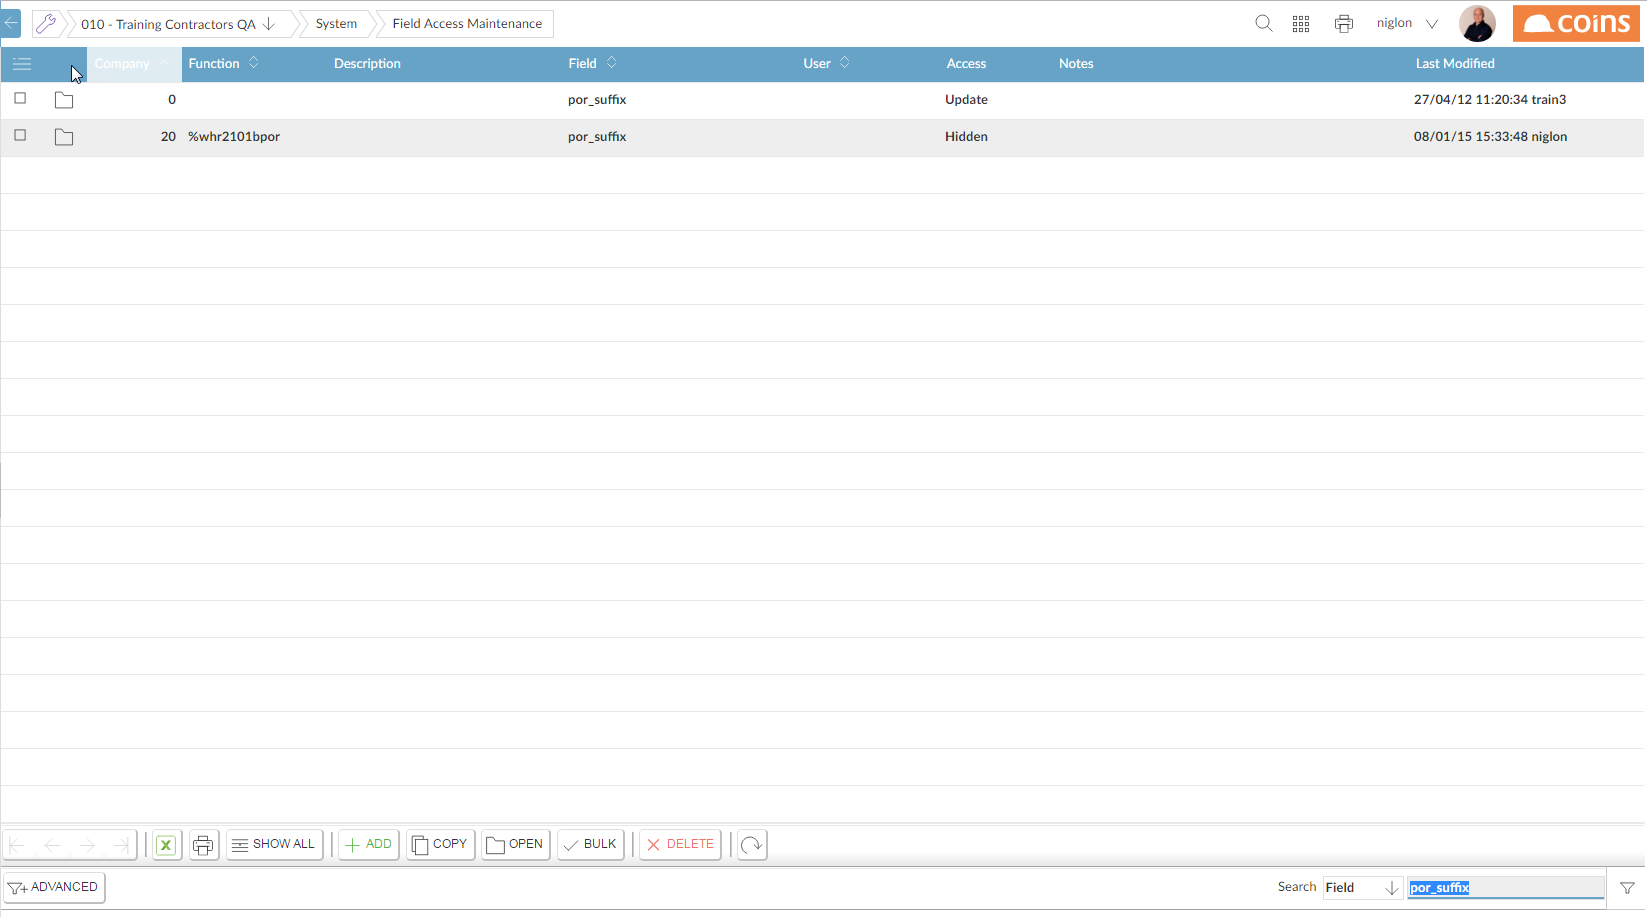 010 - Training Contractors QA System Field Access Maintenance niglon coins
Company Function Description Field User Access Notes Last Modified
0 por_suffix Update 27/04/12 11:20:34 train3
20 %whr2101bpor por_suffix Hidden 08/01/15 15:33:48 niglon
SHOW ALL ADD COPY OPEN BULK DELETE
ADVANCED Search Field por_suffix